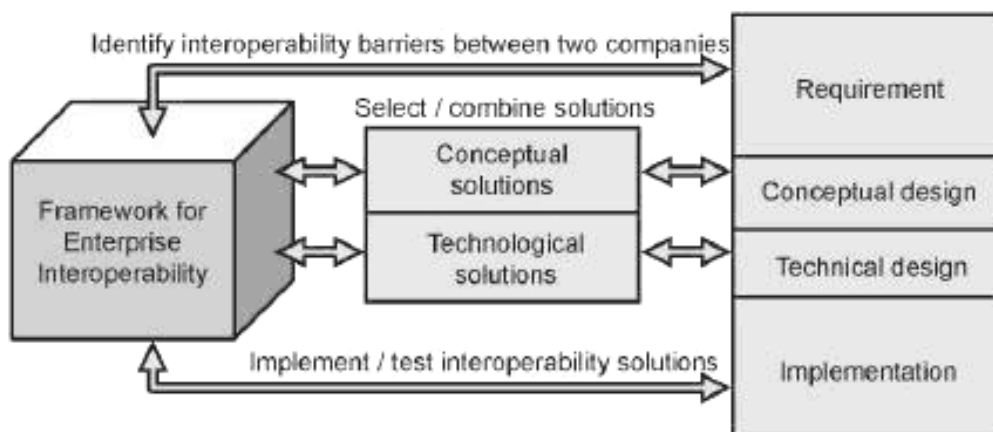 Identify interoperability barriers between two companies
Select / combine solutions
Framework for
Enterprise
Interoperability
Conceptual
solutions
Technological
solutions
Implement / test interoperability solutions
Requirement
Conceptual design
Technical design
Implementation